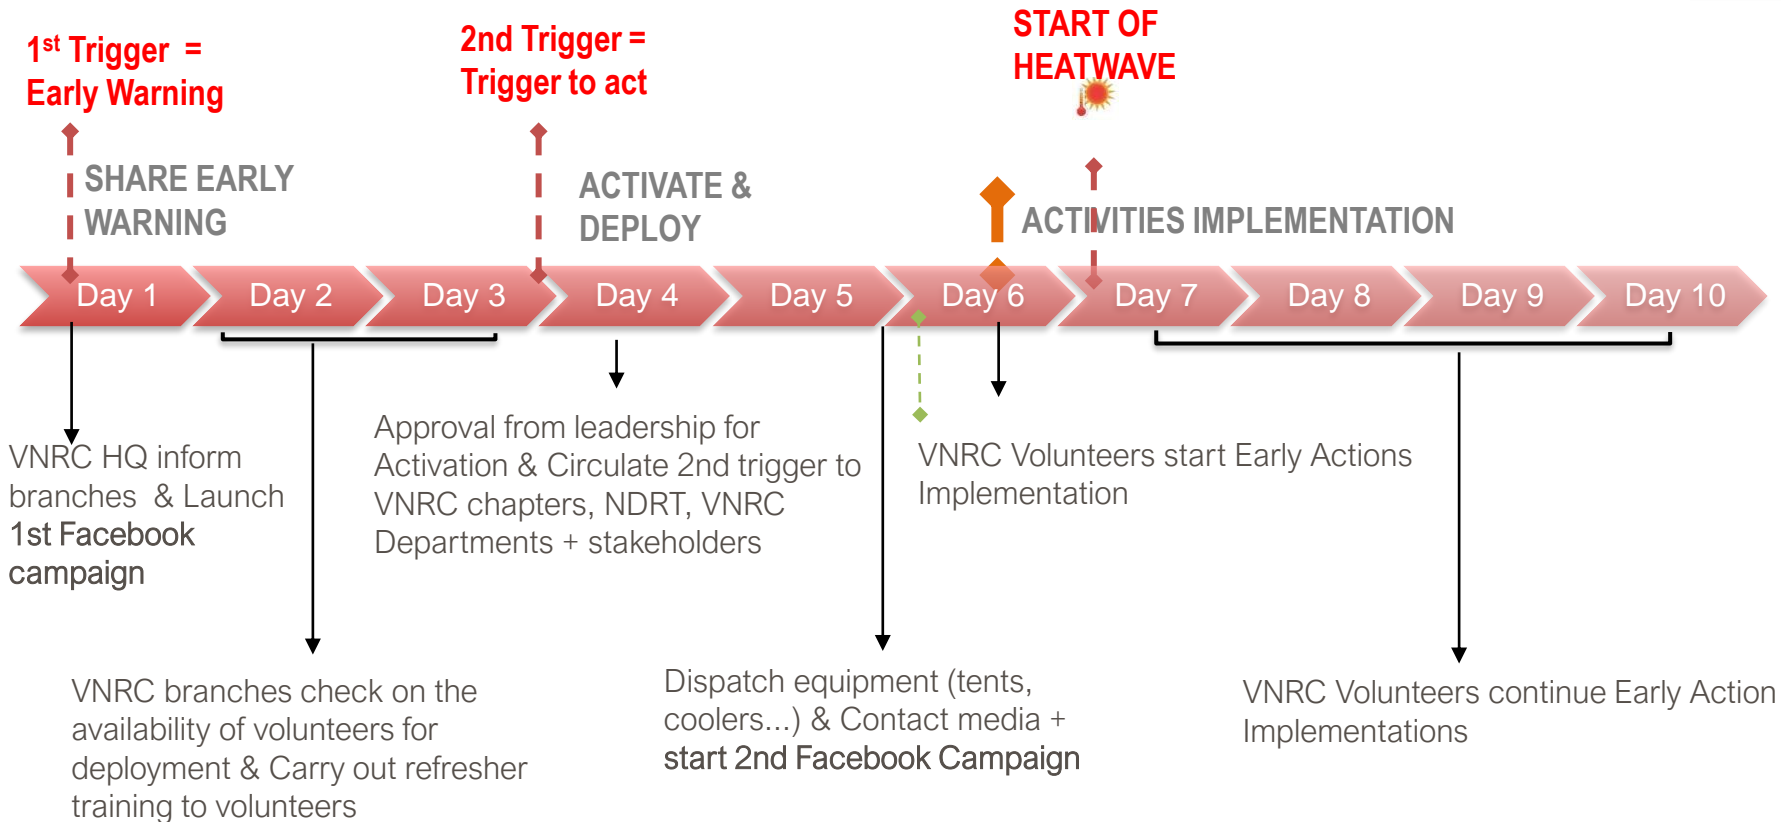 1st Trigger =
Early Warning
2nd Trigger =
Trigger to act
START OF
HEATWAVE
SHARE EARLY
WARNING
ACTIVATE &
DEPLOY
ACTIVITIES IMPLEMENTATION
Day 1
Day 2
Day 3
Day 4
Day 5
Day 6
Day 7
Day 8
Day 9
Day 10
VNRC HQ inform
branches & Launch
1st Facebook
campaign
Approval from leadership for
Activation & Circulate 2nd trigger to
VNRC chapters, NDRT, VNRC
Departments + stakeholders
VNRC Volunteers start Early Actions
Implementation
VNRC branches check on the
availability of volunteers for
deployment & Carry out refresher
training to volunteers
Dispatch equipment (tents,
coolers...) & Contact media +
start 2nd Facebook Campaign
VNRC Volunteers continue Early Action
Implementations